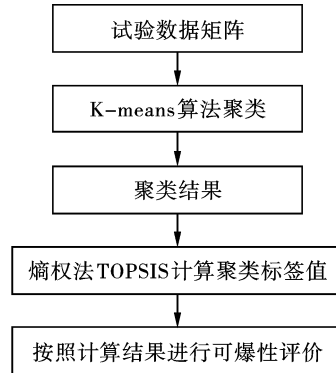 试验数据矩阵
K-means算法聚类
聚类结果
熵权法TOPSIS计算聚类标签值
按照计算结果进行可爆性评价